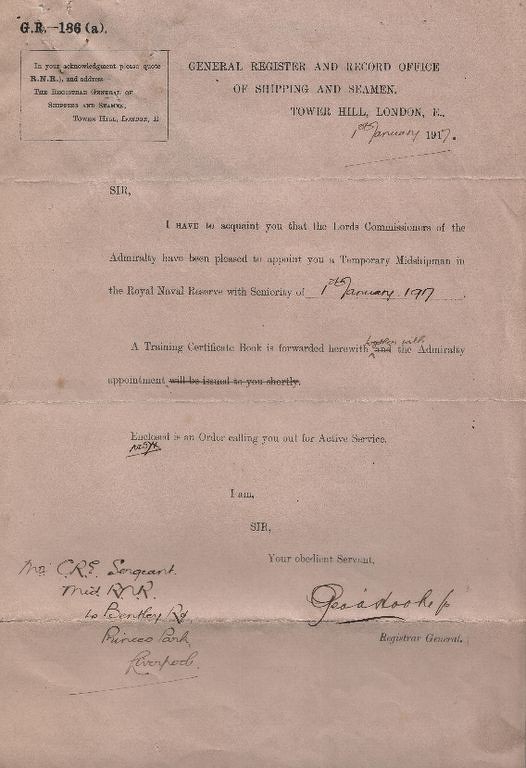 G.R.—186 (a).
In your acknowledgment please quote
R.N.R.), and address
THE REGISTRAR GENERAL OF
SHIPPING AND SEAMEN,
TOWER HILL, LONDON, E
GENERAL REGISTER AND RECORD OFFICE
OF SHIPPING AND SEAMEN,
TOWER HILL, LONDON, E.,
1st January 1917.
SIR,
I HAVE to acquaint you that the Lords Commissioners of the
Admiralty have been pleased to appoint you a Temporary Midshipman in
the Royal Naval Reserve with Seniority of 1st January 1917.
together with
A Training Certificate Book is forwarded herewith and the Admiralty
appointment will be issued to you shortly.
Enclosed is an Order calling you out for Active Service.
I am,
SIR,
Your obedient Servant,
Registrar General.
Mr C.R. Sergeant.
Mid R.N.R.
Bentley Rd
Princes Park
Liverpool.